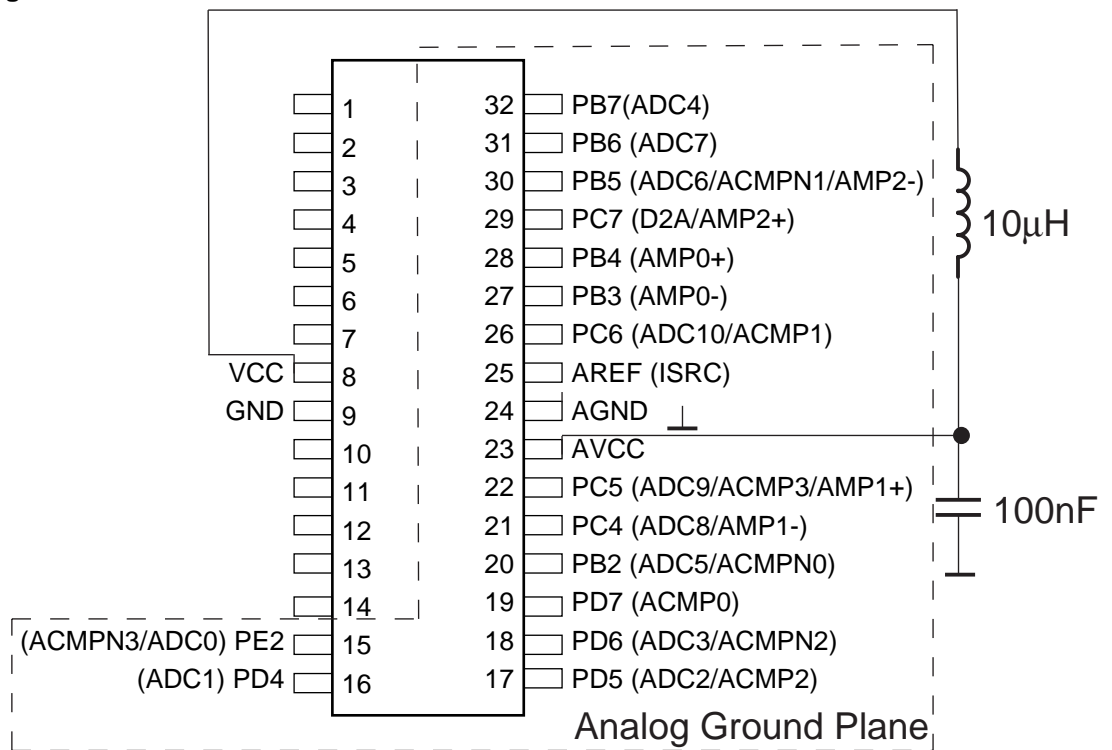 1
2
3
4
5
6
7
VCC 8
GND 9
10
11
12
13
14
(ACMPN3/ADC0) PE2 15
(ADC1) PD4 16
32 PB7(ADC4)
31 PB6 (ADC7)
30 PB5 (ADC6/ACMPN1/AMP2-)
29 PC7 (D2A/AMP2+)
28 PB4 (AMP0+)
27 PB3 (AMP0-)
26 PC6 (ADC10/ACMP1)
25 AREF (ISRC)
24 AGND
23 AVCC
22 PC5 (ADC9/ACMP3/AMP1+)
21 PC4 (ADC8/AMP1-)
20 PB2 (ADC5/ACMPN0)
19 PD7 (ACMP0)
18 PD6 (ADC3/ACMPN2)
17 PD5 (ADC2/ACMP2)
10μH
100nF
Analog Ground Plane